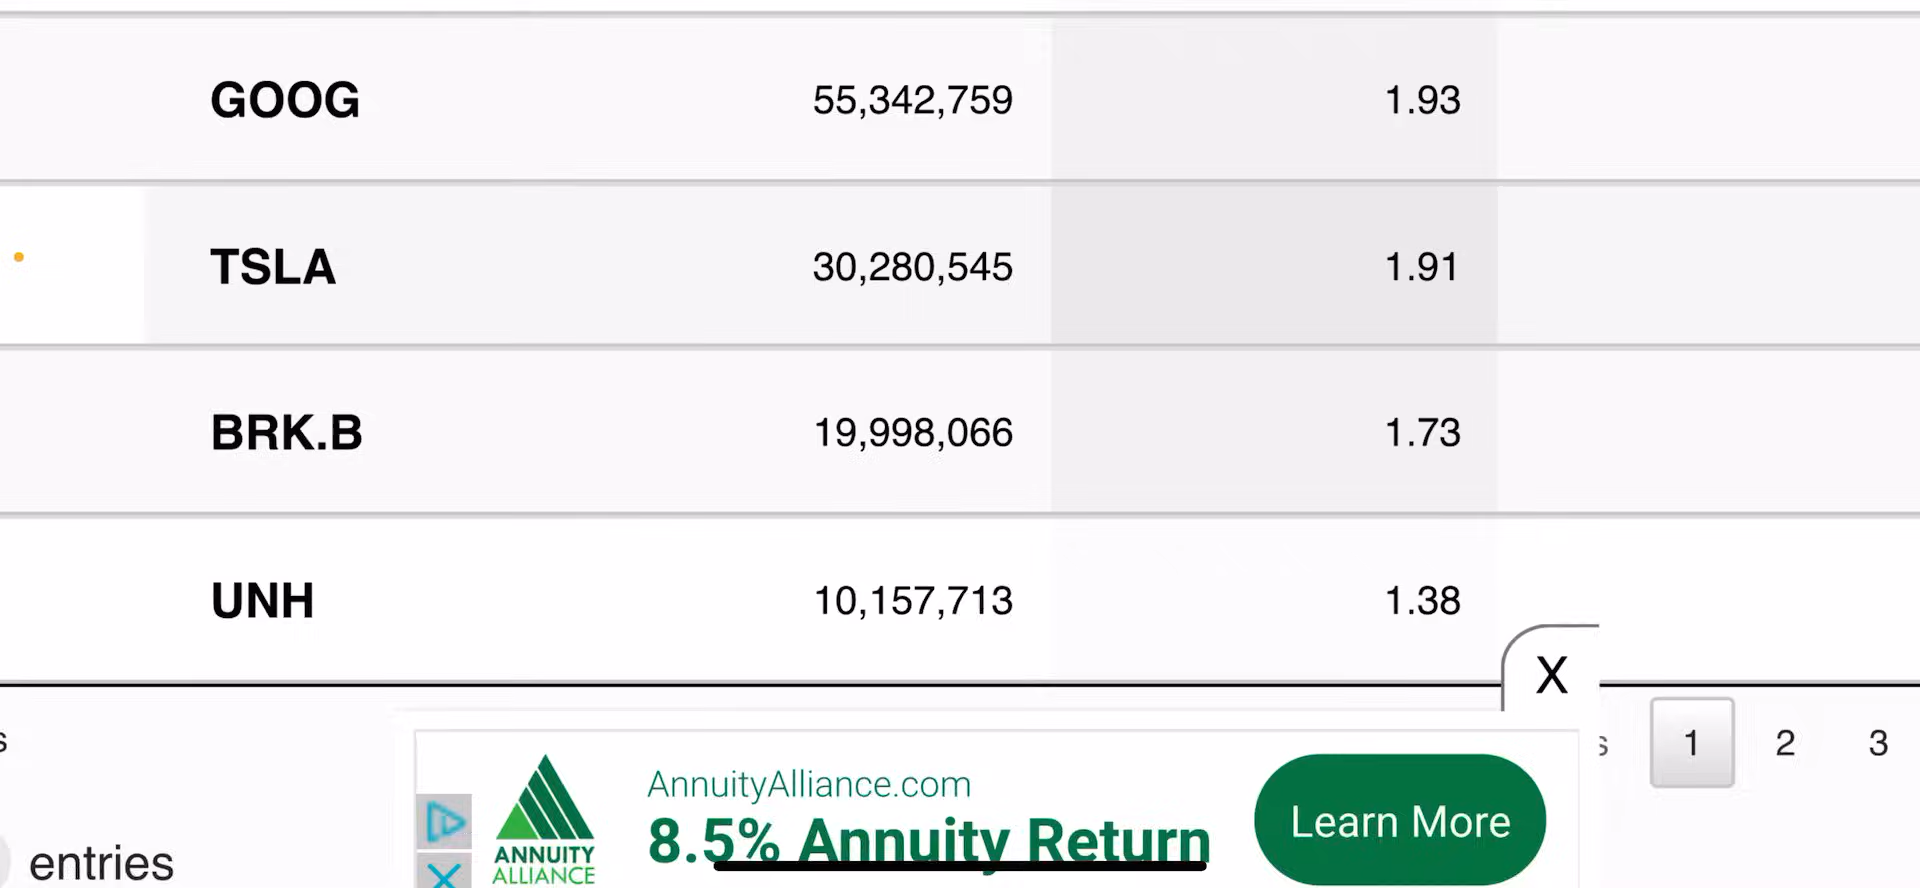 GOOG 55,342,759 1.93
TSLA 30,280,545 1.91
BRK.B 19,998,066 1.73
UNH 10,157,713 1.38
X
s 1 2 3
AnnuityAlliance.com
8.5% Annuity Return
Learn More
ANNUITY
ALLIANCE
entries